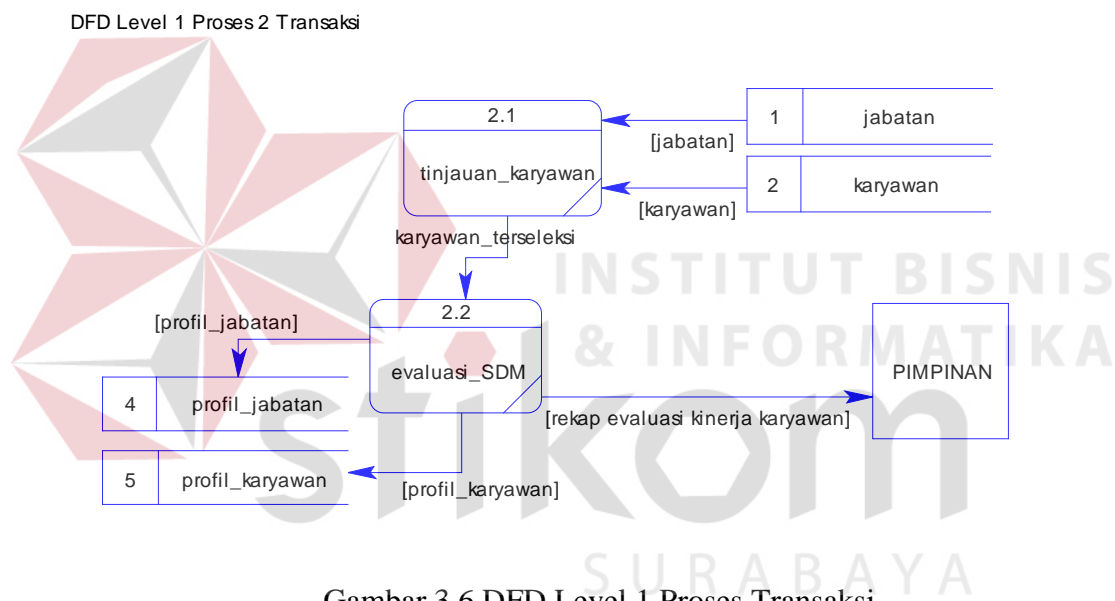 DFD Level 1 Proses 2 Transaksi
2.1
tinjauan_karyawan
1
jabatan
[jabatan]
2
karyawan
[karyawan]
karyawan_terseleksi
INSTITUT BISNIS
& INFORMATIKA
stikom
SURABAYA
2.2
evaluasi_SDM
[profil_jabatan]
4
profil_jabatan
PIMPINAN
[rekap evaluasi kinerja karyawan]
5
profil_karyawan
[profil_karyawan]
Gambar 3.6 DFD Level 1 Proses Transaksi